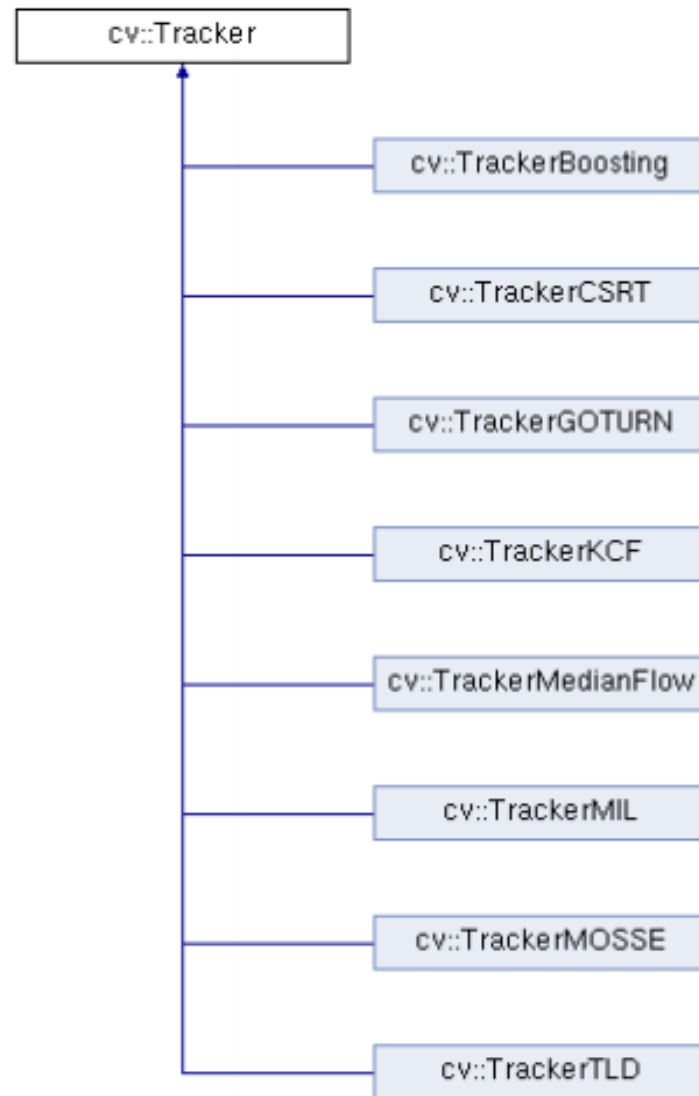 cv::Tracker
cv::TrackerBoosting
cv::TrackerCSRT
cv::TrackerGOTURN
cv::TrackerKCF
cv::TrackerMedianFlow
cv::TrackerMIL
cv::TrackerMOSSE
cv::TrackerTLD